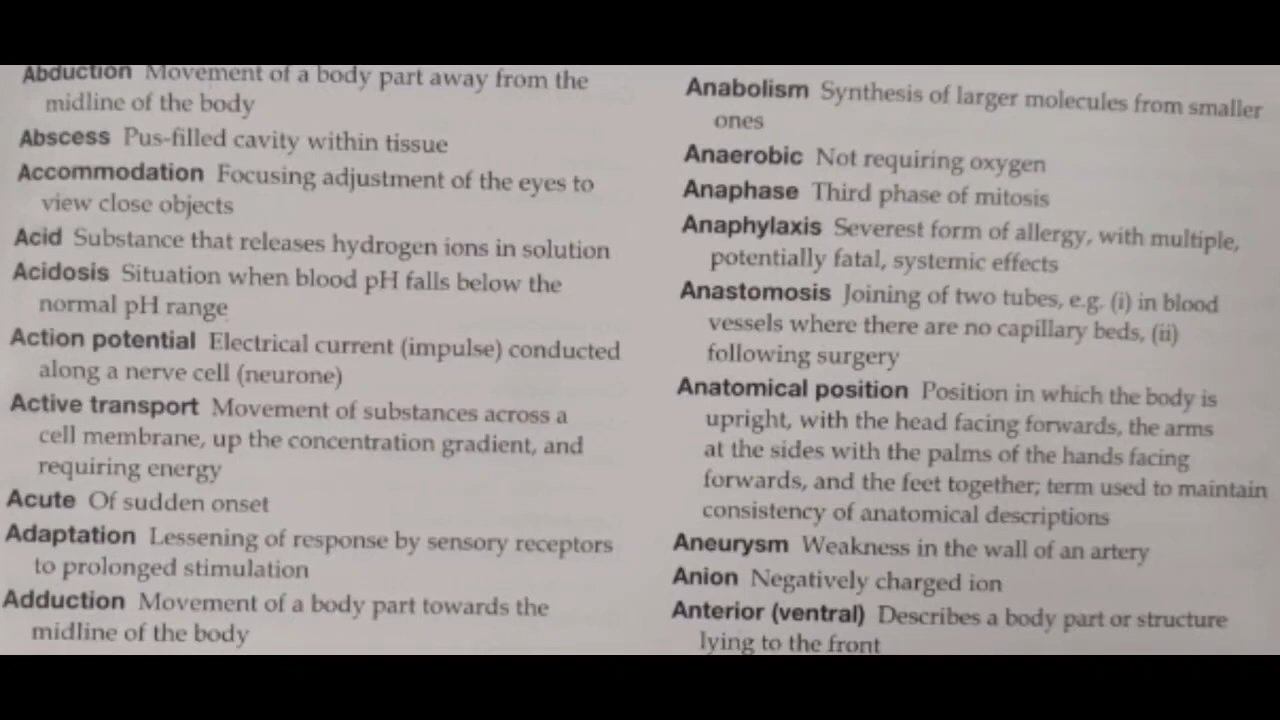 Abduction Movement of a body part away from the
midline of the body
Abscess Pus-filled cavity within tissue
Accommodation Focusing adjustment of the eyes to
view close objects
Acid Substance that releases hydrogen ions in solution
Acidosis Situation when blood pH falls below the
normal pH range
Action potential Electrical current (impulse) conducted
along a nerve cell (neurone)
Active transport Movement of substances across a
cell membrane, up the concentration gradient, and
requiring energy
Acute Of sudden onset
Adaptation Lessening of response by sensory receptors
to prolonged stimulation
Adduction Movement of a body part towards the
midline of the body
Anabolism Synthesis of larger molecules from smaller
ones
Anaerobic Not requiring oxygen
Anaphase Third phase of mitosis
Anaphylaxis Severest form of allergy, with multiple,
potentially fatal, systemic effects
Anastomosis Joining of two tubes, e.g. (i) in blood
vessels where there are no capillary beds, (ii)
following surgery
Anatomical position Position in which the body is
upright, with the head facing forwards, the arms
at the sides with the palms of the hands facing
forwards, and the feet together; term used to maintain
consistency of anatomical descriptions
Aneurysm Weakness in the wall of an artery
Anion Negatively charged ion
Anterior (ventral) Describes a body part or structure
lying to the front